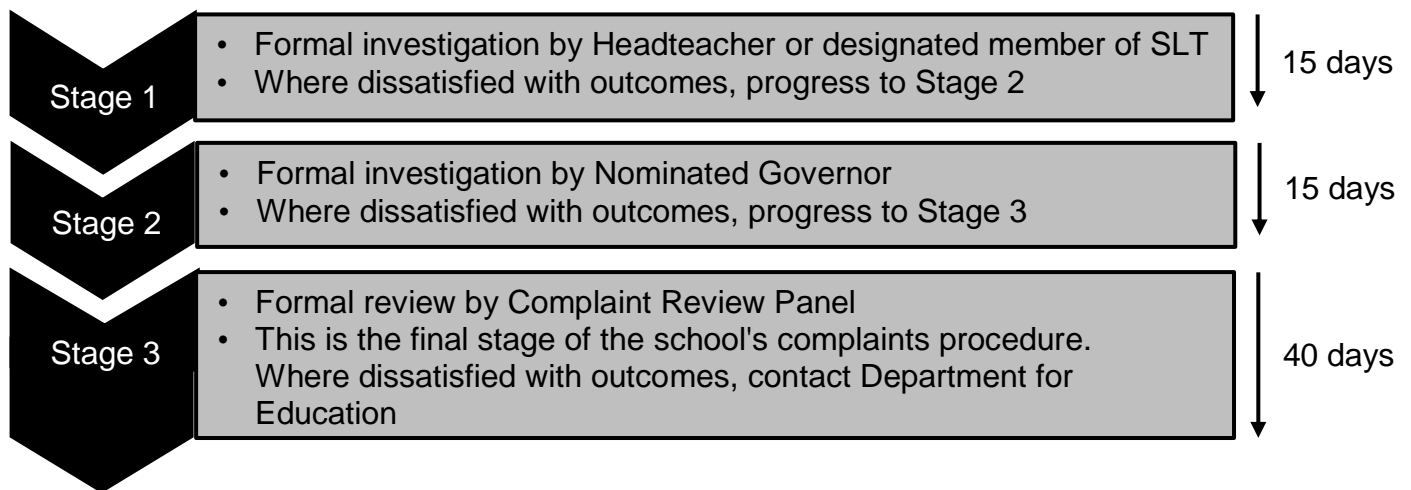 Stage 1
• Formal investigation by Headteacher or designated member of SLT
• Where dissatisfied with outcomes, progress to Stage 2
15 days
Stage 2
• Formal investigation by Nominated Governor
• Where dissatisfied with outcomes, progress to Stage 3
15 days
Stage 3
• Formal review by Complaint Review Panel
• This is the final stage of the school's complaints procedure.
Where dissatisfied with outcomes, contact Department for
Education
40 days